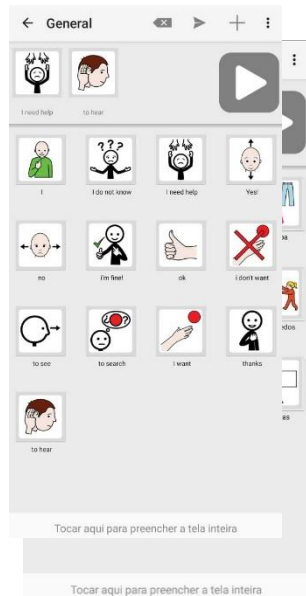 General
I need help to hear
I I do not know I need help Yes!
? ? ?
no i'm fine! ok i don't want
to see to search I want thanks
?
to hear
Tocar aqui para preencher a tela inteira
Tocar aqui para preencher a tela inteira